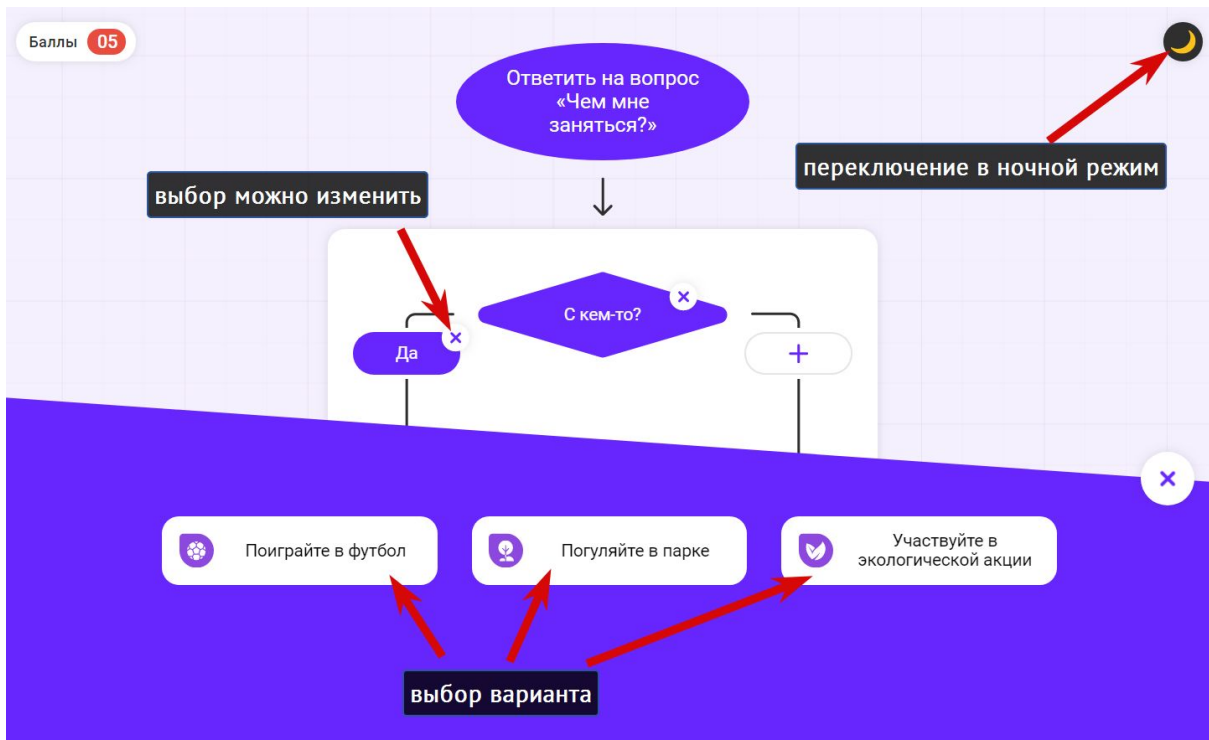 Баллы 05
Ответить на вопрос
«Чем мне
заняться?»
переключение в ночной режим
выбор можно изменить
С кем-то?
Да
Поиграйте в футбол
Погуляйте в парке
Участвуйте в
экологической акции
выбор варианта